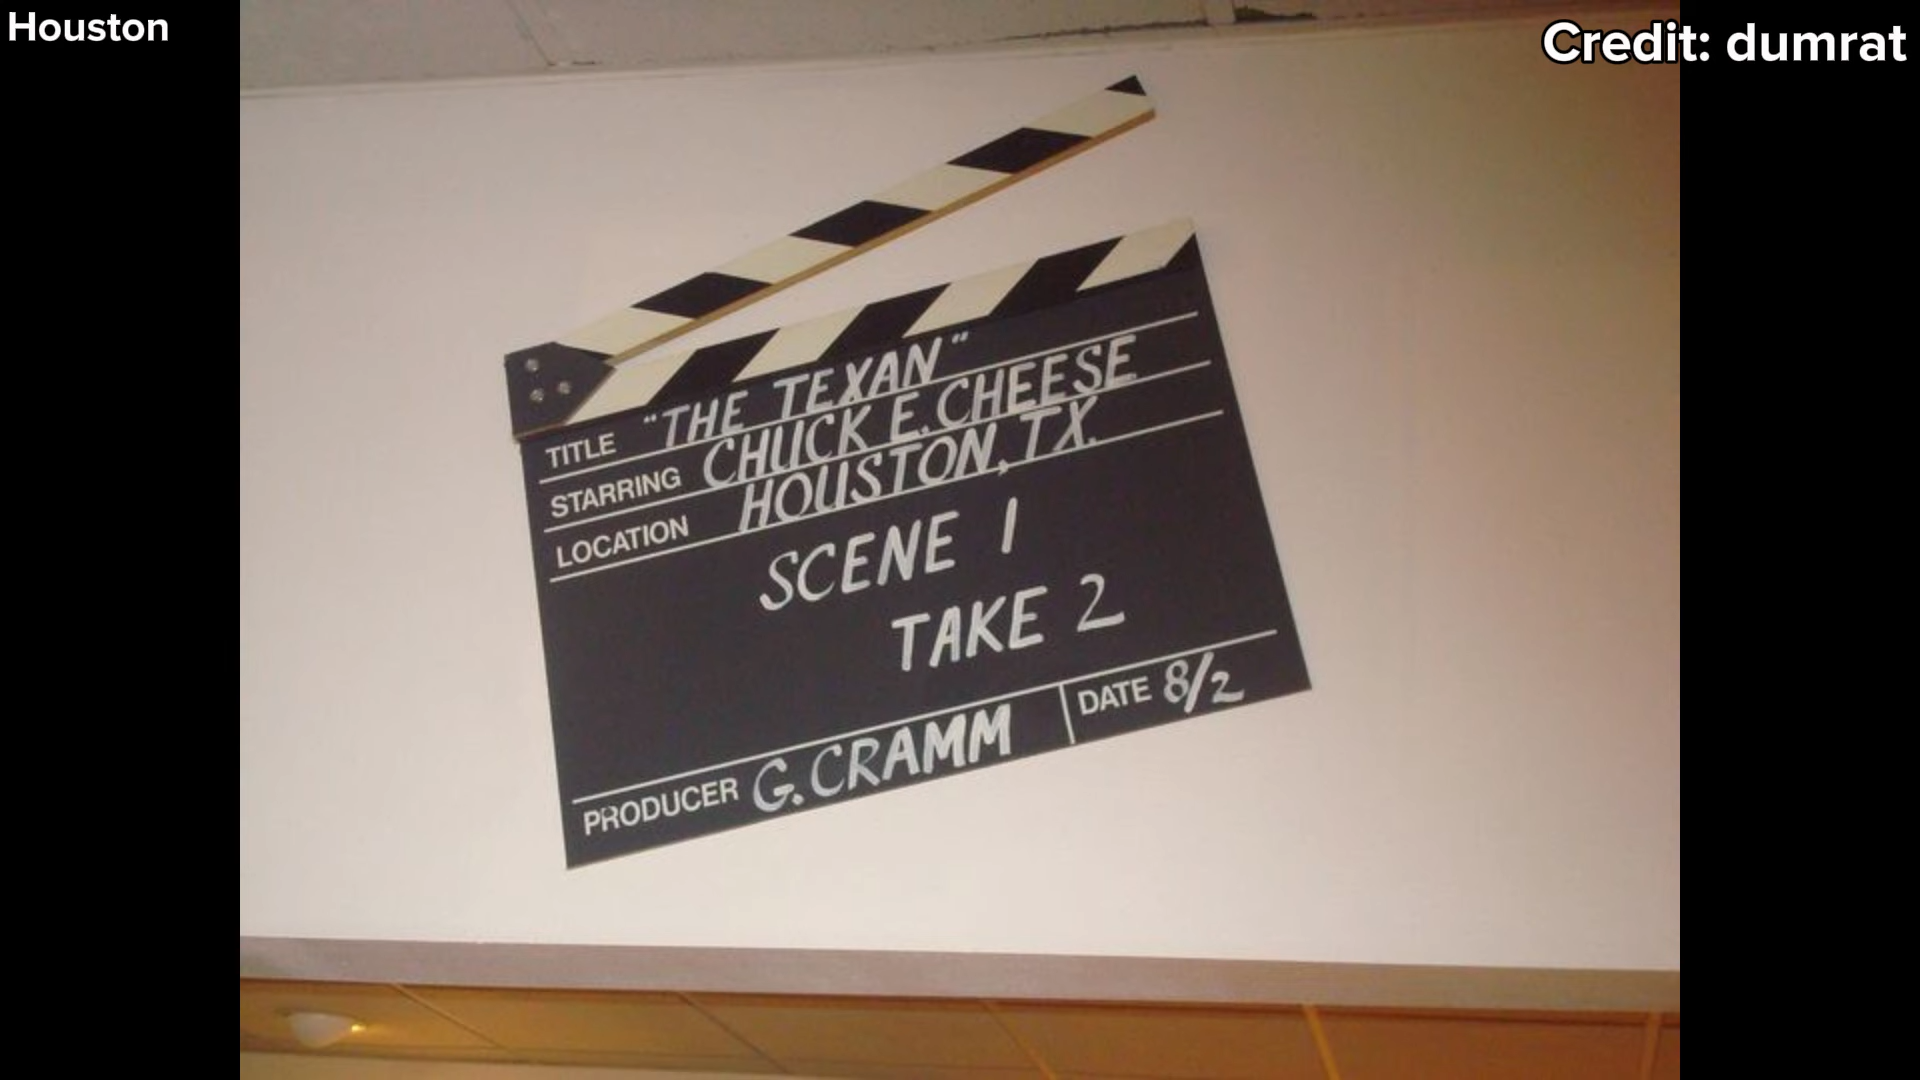 Houston
Credit: dumrat
TITLE "THE TEXAN"
STARRING CHUCK E. CHEESE
LOCATION HOUSTON, TX.
SCENE 1
TAKE 2
PRODUCER G. CRAMM
DATE 8/2